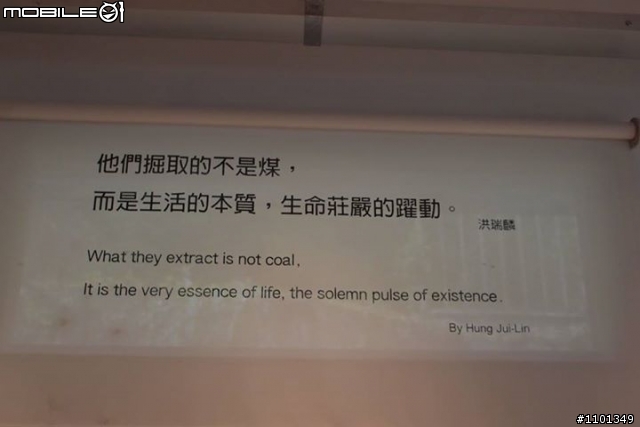 MOBILE01
他們掘取的不是煤，
而是生活的本質，生命莊嚴的躍動。
洪瑞麟
What they extract is not coal,
It is the very essence of life, the solemn pulse of existence.
By Hung Jui-Lin
#1101349